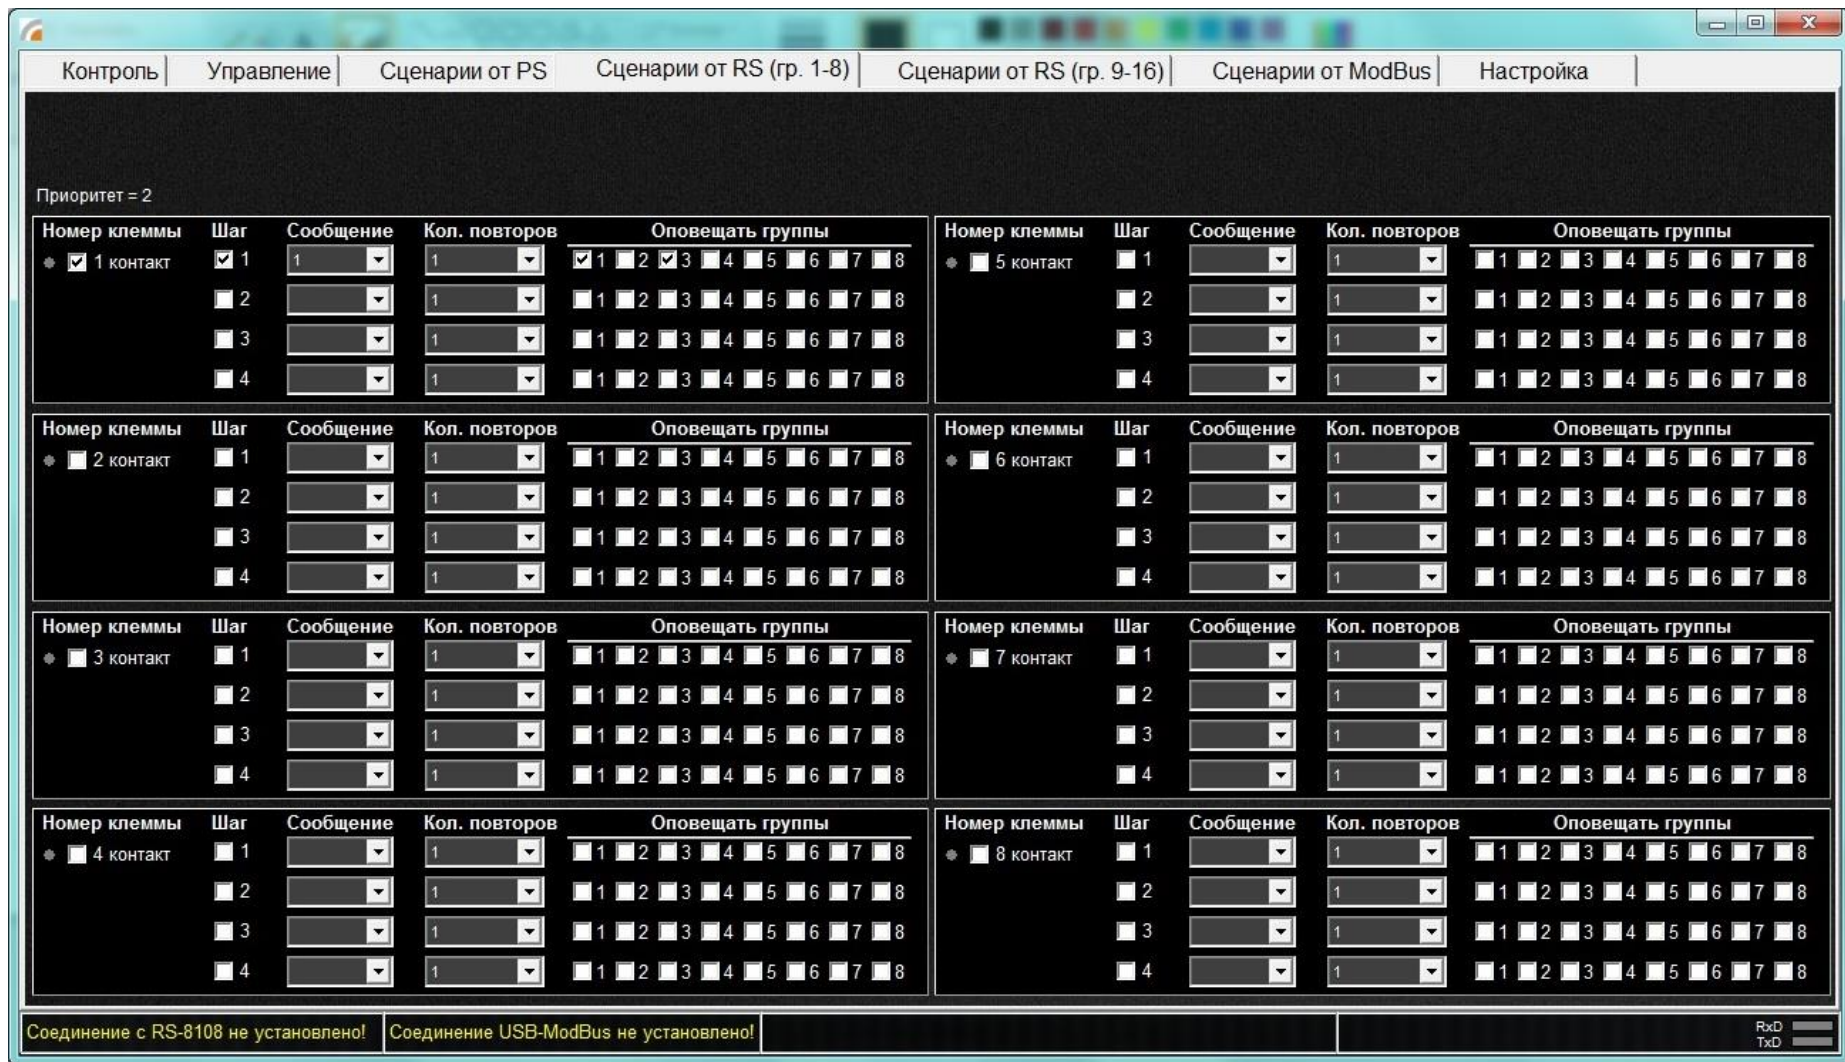 Контроль Управление Сценарии от PS Сценарии от RS (гр. 1-8) Сценарии от RS (гр. 9-16) Сценарии от ModBus Настройка
Приоритет = 2
Номер клеммы Шаг Сообщение Кол. повторов Оповещать группы
1 контакт 1 1 1 1 2 3 4 5 6 7 8
2 1 1 2 3 4 5 6 7 8
3 1 1 2 3 4 5 6 7 8
4 1 1 2 3 4 5 6 7 8
Номер клеммы Шаг Сообщение Кол. повторов Оповещать группы
2 контакт 1 1 1 2 3 4 5 6 7 8
2 1 1 2 3 4 5 6 7 8
3 1 1 2 3 4 5 6 7 8
4 1 1 2 3 4 5 6 7 8
Номер клеммы Шаг Сообщение Кол. повторов Оповещать группы
3 контакт 1 1 1 2 3 4 5 6 7 8
2 1 1 2 3 4 5 6 7 8
3 1 1 2 3 4 5 6 7 8
4 1 1 2 3 4 5 6 7 8
Номер клеммы Шаг Сообщение Кол. повторов Оповещать группы
4 контакт 1 1 1 2 3 4 5 6 7 8
2 1 1 2 3 4 5 6 7 8
3 1 1 2 3 4 5 6 7 8
4 1 1 2 3 4 5 6 7 8
Номер клеммы Шаг Сообщение Кол. повторов Оповещать группы
5 контакт 1 1 1 2 3 4 5 6 7 8
2 1 1 2 3 4 5 6 7 8
3 1 1 2 3 4 5 6 7 8
4 1 1 2 3 4 5 6 7 8
Номер клеммы Шаг Сообщение Кол. повторов Оповещать группы
6 контакт 1 1 1 2 3 4 5 6 7 8
2 1 1 2 3 4 5 6 7 8
3 1 1 2 3 4 5 6 7 8
4 1 1 2 3 4 5 6 7 8
Номер клеммы Шаг Сообщение Кол. повторов Оповещать группы
7 контакт 1 1 1 2 3 4 5 6 7 8
2 1 1 2 3 4 5 6 7 8
3 1 1 2 3 4 5 6 7 8
4 1 1 2 3 4 5 6 7 8
Номер клеммы Шаг Сообщение Кол. повторов Оповещать группы
8 контакт 1 1 1 2 3 4 5 6 7 8
2 1 1 2 3 4 5 6 7 8
3 1 1 2 3 4 5 6 7 8
4 1 1 2 3 4 5 6 7 8
Соединение с RS-8108 не установлено! Соединение USB-ModBus не установлено!
RxD
TxD